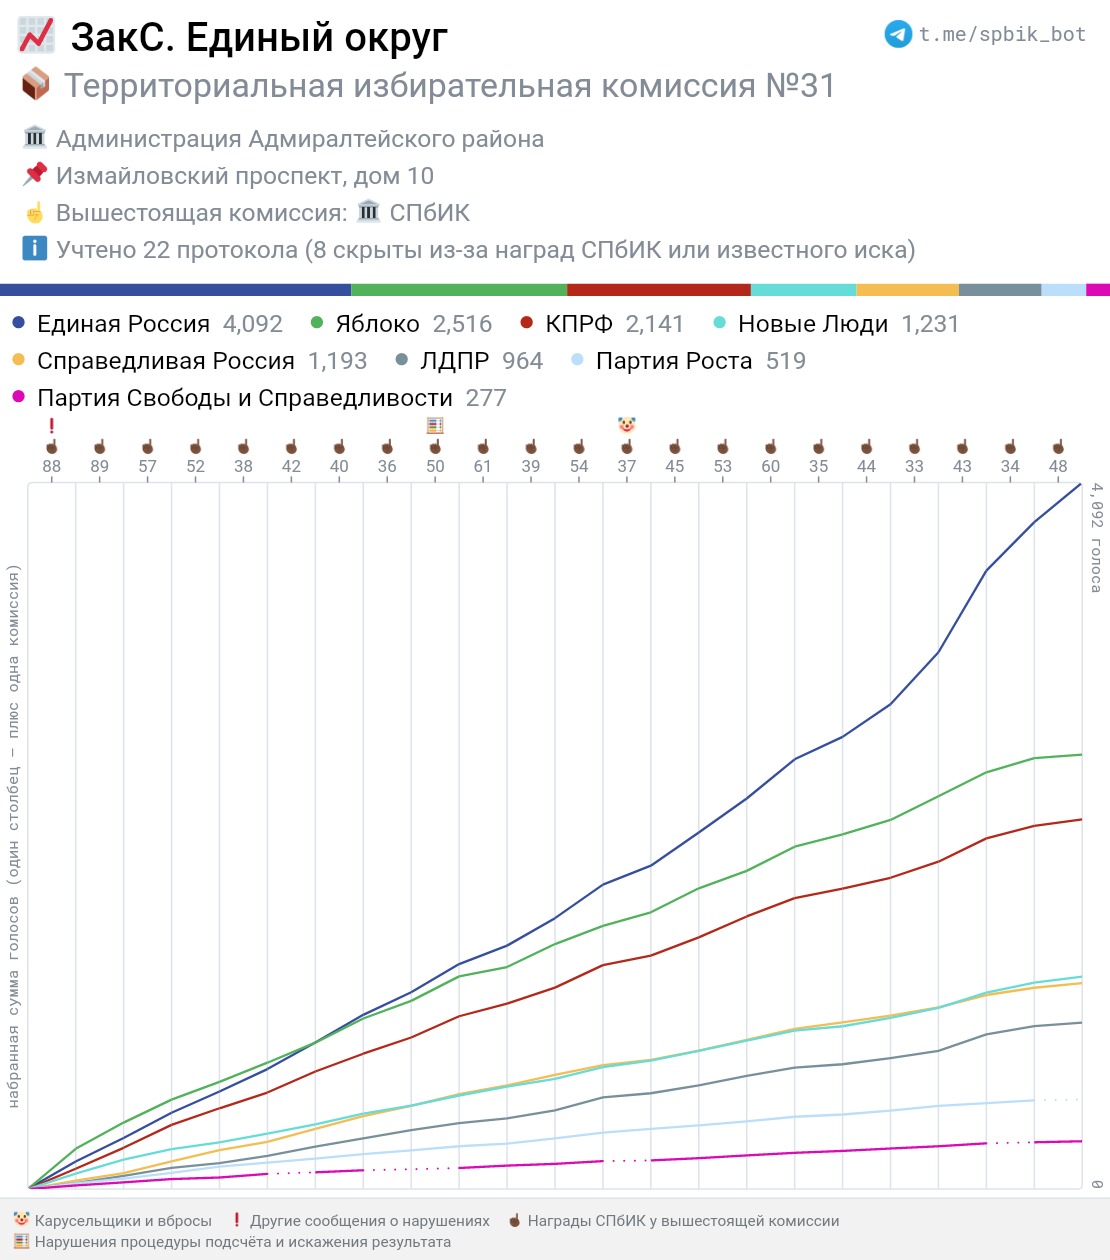 ЗакС. Единый округ
t.me/spbik_bot
Территориальная избирательная комиссия №31
Администрация Адмиралтейского района
Измайловский проспект, дом 10
Вышестоящая комиссия: СПбИК
Учтено 22 протокола (8 скрыты из-за наград СПбИК или известного иска)
Единая Россия 4,092 Яблоко 2,516 КПРФ 2,141 Новые Люди 1,231
Справедливая Россия 1,193 ЛДПР 964 Партия Роста 519
Партия Свободы и Справедливости 277
88 89 57 52 38 42 40 36 50 61 39 54 37 45 53 60 35 44 33 43 34 48
4,092 голоса
набранная сумма голосов (один столбец – плюс одна комиссия)
0
Карусельщики и вбросы Другие сообщения о нарушениях Награды СПбИК у вышестоящей комиссии
Нарушения процедуры подсчёта и искажения результата